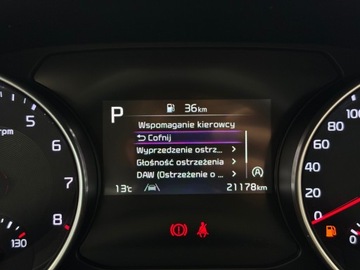 P 36km
Wspomaganie kierowcy
Cofnij
Wyprzedzenie ostrz...
Głośność ostrzeżenia
DAW (Ostrzeżenie o ...
13°C 21178km
rpm
5
6
7
8
130
100
80
60
40
20
0
0